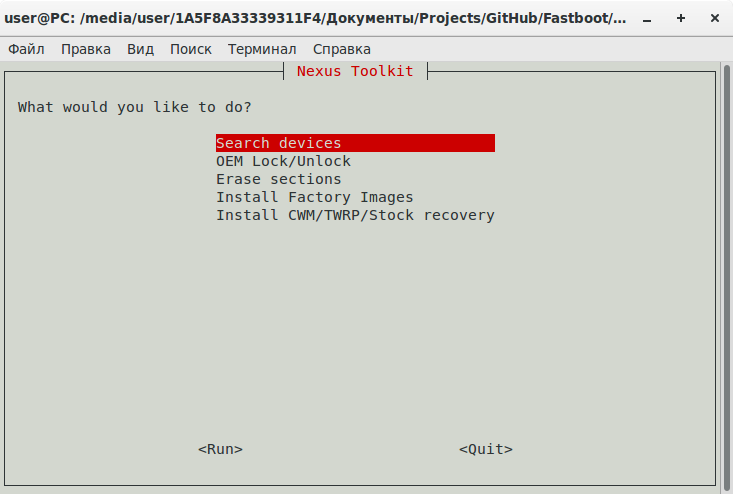 user@PC: /media/user/1A5F8A33339311F4/Документы/Projects/GitHub/Fastboot/...
Файл Правка Вид Поиск Терминал Справка
Nexus Toolkit
What would you like to do?
Search devices
OEM Lock/Unlock
Erase sections
Install Factory Images
Install CWM/TWRP/Stock recovery
<Run> <Quit>